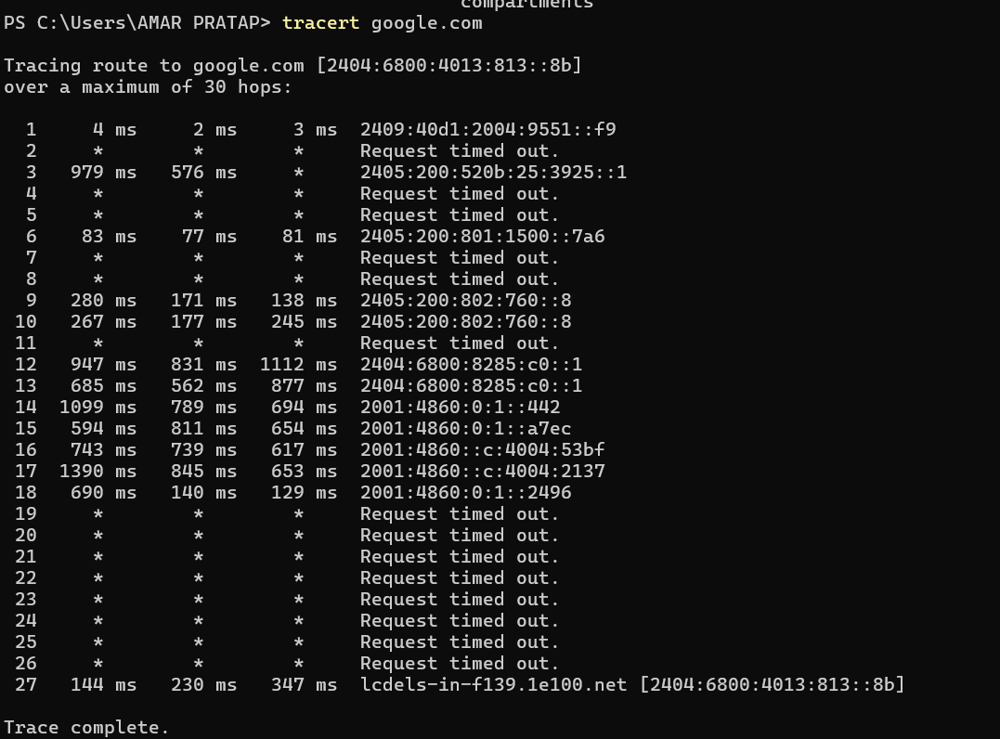 compartments
PS C:\Users\AMAR PRATAP> tracert google.com
Tracing route to google.com [2404:6800:4013:813::8b]
over a maximum of 30 hops:
1 4 ms 2 ms 3 ms 2409:40d1:2004:9551::f9
2 * * * Request timed out.
3 979 ms 576 ms * 2405:200:520b:25:3925::1
4 * * * Request timed out.
5 * * * Request timed out.
6 83 ms 77 ms 81 ms 2405:200:801:1500::7a6
7 * * * Request timed out.
8 * * * Request timed out.
9 280 ms 171 ms 138 ms 2405:200:802:760::8
10 267 ms 177 ms 245 ms 2405:200:802:760::8
11 * * * Request timed out.
12 947 ms 831 ms 1112 ms 2404:6800:8285:c0::1
13 685 ms 562 ms 877 ms 2404:6800:8285:c0::1
14 1099 ms 789 ms 694 ms 2001:4860:0:1::442
15 594 ms 811 ms 654 ms 2001:4860:0:1::a7ec
16 743 ms 739 ms 617 ms 2001:4860::c:4004:53bf
17 1390 ms 845 ms 653 ms 2001:4860::c:4004:2137
18 690 ms 140 ms 129 ms 2001:4860:0:1::2496
19 * * * Request timed out.
20 * * * Request timed out.
21 * * * Request timed out.
22 * * * Request timed out.
23 * * * Request timed out.
24 * * * Request timed out.
25 * * * Request timed out.
26 * * * Request timed out.
27 144 ms 230 ms 347 ms lcdels-in-f139.1e100.net [2404:6800:4013:813::8b]
Trace complete.